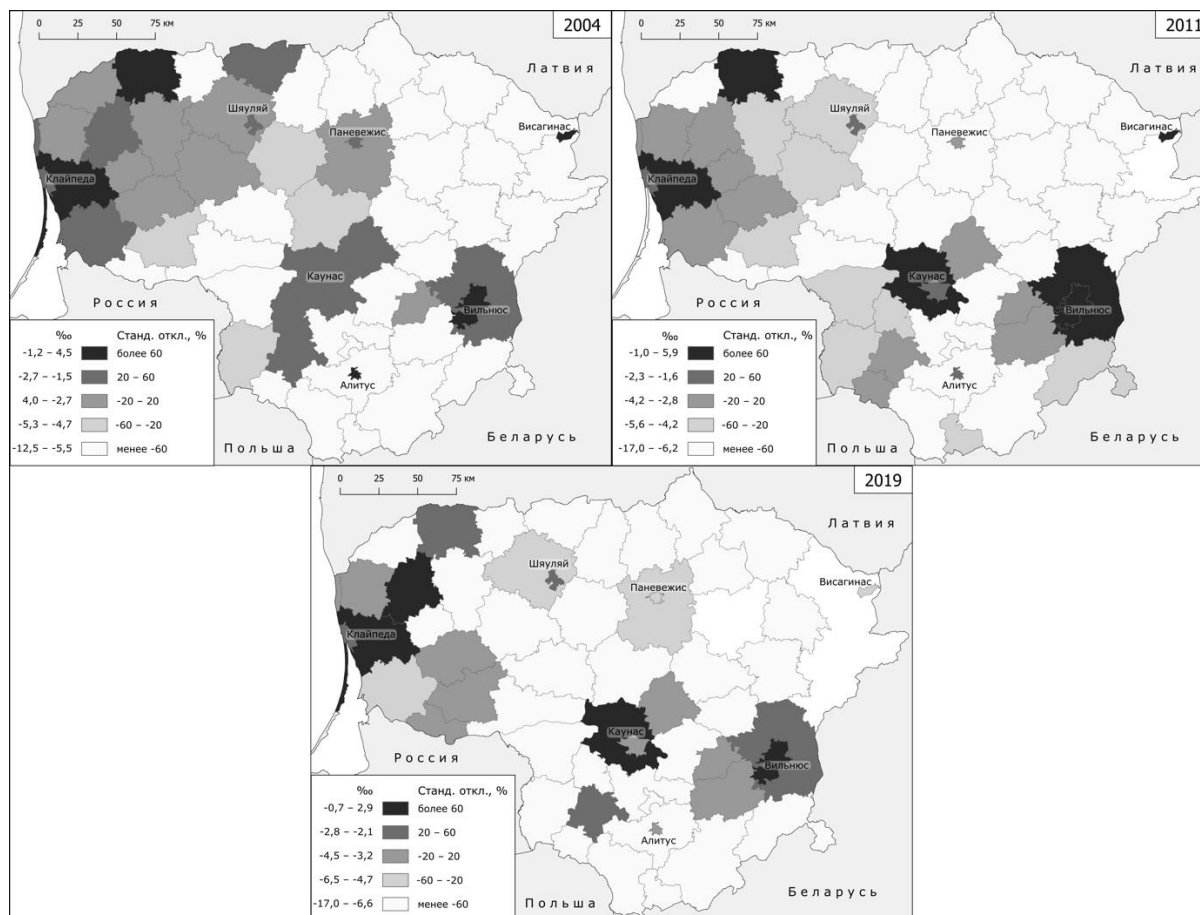 0 25 50 75 км
2004
Латвия
Шяуляй
Паневежис
Висагинас
Клайпеда
Каунас
Вильнюс
Россия
Алитус
Польша
Беларусь
‰ Станд. откл., %
-1,2 – 4,5 более 60
-2,7 – -1,5 20 – 60
4,0 – -2,7 -20 – 20
-5,3 – -4,7 -60 – -20
-12,5 – -5,5 менее -60
0 25 50 75 км
2011
Латвия
Шяуляй
Паневежис
Висагинас
Клайпеда
Каунас
Вильнюс
Россия
Алитус
Польша
Беларусь
‰ Станд. откл., %
-1,0 – 5,9 более 60
-2,3 – -1,6 20 – 60
-4,2 – -2,8 -20 – 20
-5,6 – -4,2 -60 – -20
-17,0 – -6,2 менее -60
0 25 50 75 км
2019
Латвия
Шяуляй
Паневежис
Висагинас
Клайпеда
Каунас
Вильнюс
Россия
Алитус
Польша
Беларусь
‰ Станд. откл., %
-0,7 – 2,9 более 60
-2,8 – -2,1 20 – 60
-4,5 – -3,2 -20 – 20
-6,5 – -4,7 -60 – -20
-17,0 – -6,6 менее -60